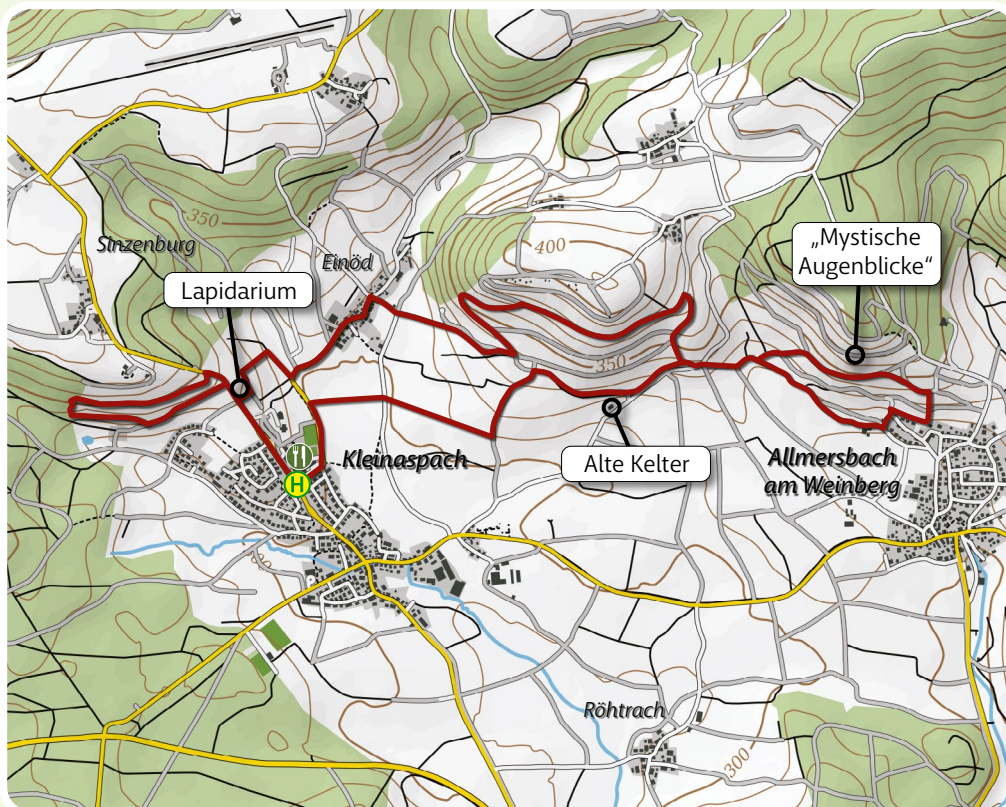 350
Sinzenburg
Einöd
Lapidarium
400
„Mystische
Augenblicke“
350
Kleinaspach
H
Alte Kelter
Allmersbach
am Weinberg
Röhtrach
300